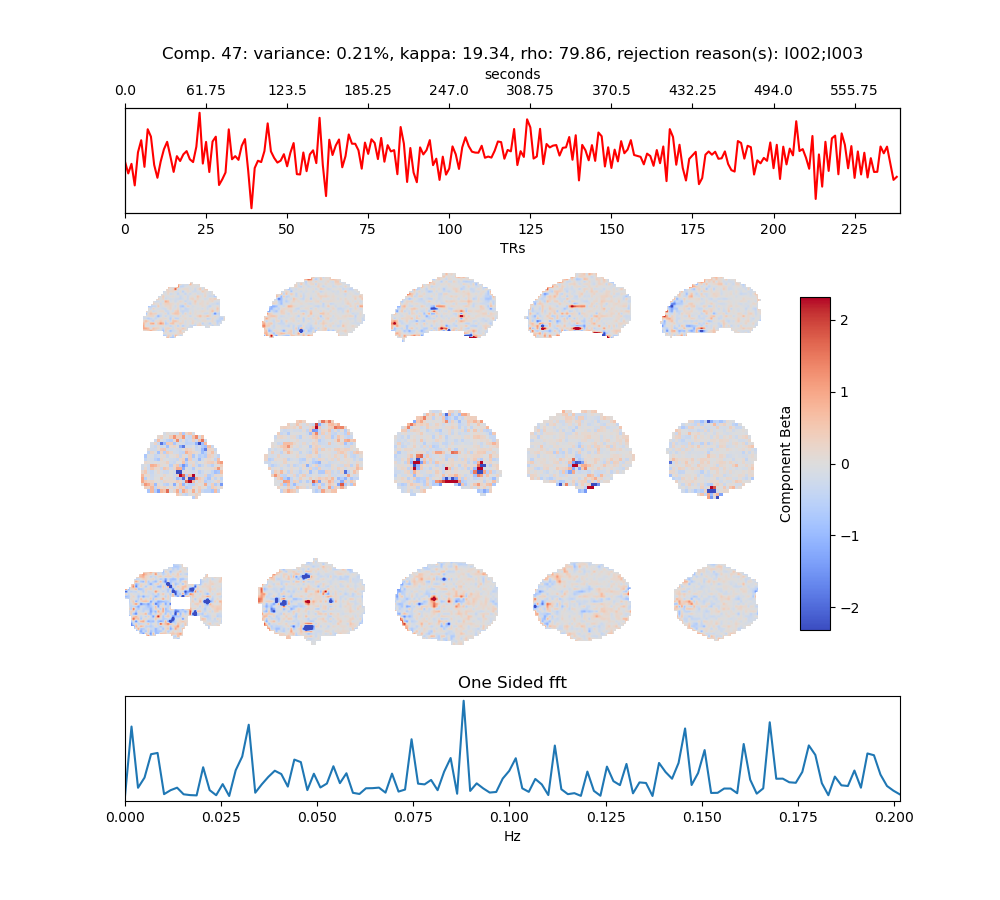 Comp. 47: variance: 0.21%, kappa: 19.34, rho: 79.86, rejection reason(s): I002;I003
seconds
0.0 61.75 123.5 185.25 247.0 308.75 370.5 432.25 494.0 555.75
0 25 50 75 100 125 150 175 200 225
TRs
2
1
0
−1
−2
Component Beta
One Sided fft
0.000 0.025 0.050 0.075 0.100 0.125 0.150 0.175 0.200
Hz